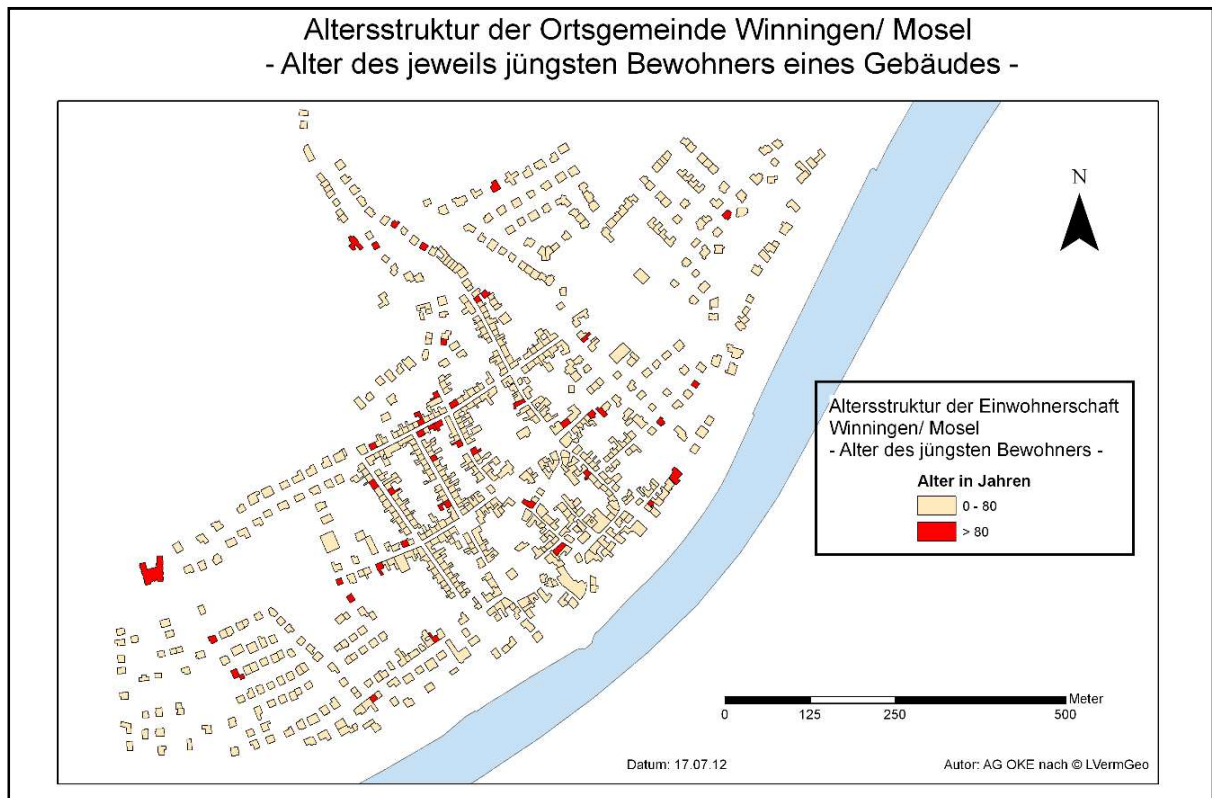 Altersstruktur der Ortsgemeinde Winningen/ Mosel
- Alter des jeweils jüngsten Bewohners eines Gebäudes -
N
Altersstruktur der Einwohnerschaft
Winningen/ Mosel
- Alter des jüngsten Bewohners -
Alter in Jahren
0 - 80
> 80
Meter
0 125 250 500
Datum: 17.07.12 Autor: AG OKE nach © LVermGeo